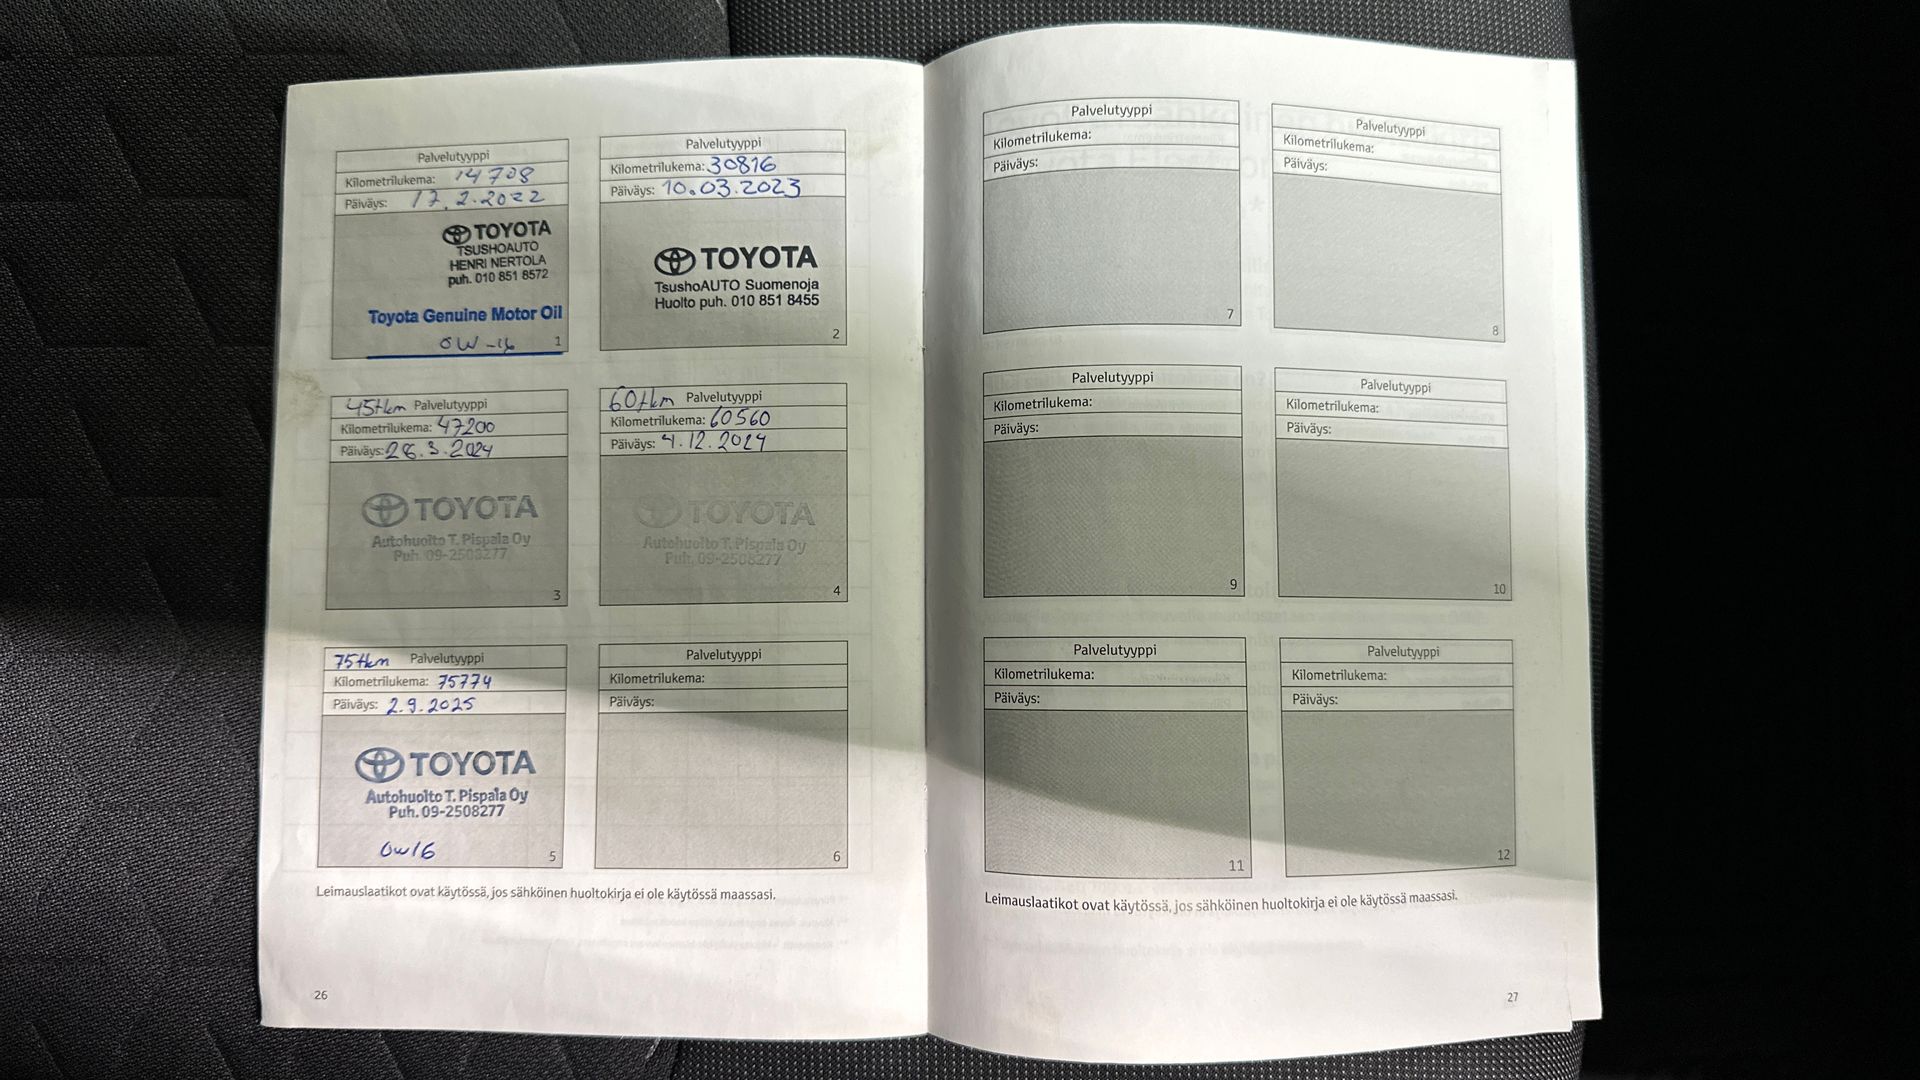 Palvelutyyppi
Kilometrilukema: 14708
Päiväys: 17.2.2022
TOYOTA
TSUSHOAUTO
HENRI NERTOLA
puh. 010 851 8572
Toyota Genuine Motor Oil
0W-16
1
Palvelutyyppi
Kilometrilukema: 30816
Päiväys: 10.03.2023
TOYOTA
TsushoAUTO Suomenoja
Huolto puh. 010 851 8455
2
45tkm Palvelutyyppi
Kilometrilukema: 47200
Päiväys: 28.3.2024
TOYOTA
Autohuolto T. Pispala Oy
Puh. 09-2508277
3
60tkm Palvelutyyppi
Kilometrilukema: 60560
Päiväys: 4.12.2024
TOYOTA
Autohuolto T. Pispala Oy
Puh. 09-2508277
4
75tkm Palvelutyyppi
Kilometrilukema: 75774
Päiväys: 2.9.2025
TOYOTA
Autohuolto T. Pispala Oy
Puh. 09-2508277
0W16
5
Palvelutyyppi
Kilometrilukema:
Päiväys:
6
Leimauslaatikot ovat käytössä, jos sähköinen huoltokirja ei ole käytössä maassasi.
26
Palvelutyyppi
Kilometrilukema:
Päiväys:
7
Palvelutyyppi
Kilometrilukema:
Päiväys:
8
Palvelutyyppi
Kilometrilukema:
Päiväys:
9
Palvelutyyppi
Kilometrilukema:
Päiväys:
10
Palvelutyyppi
Kilometrilukema:
Päiväys:
11
Palvelutyyppi
Kilometrilukema:
Päiväys:
12
Leimauslaatikot ovat käytössä, jos sähköinen huoltokirja ei ole käytössä maassasi.
27